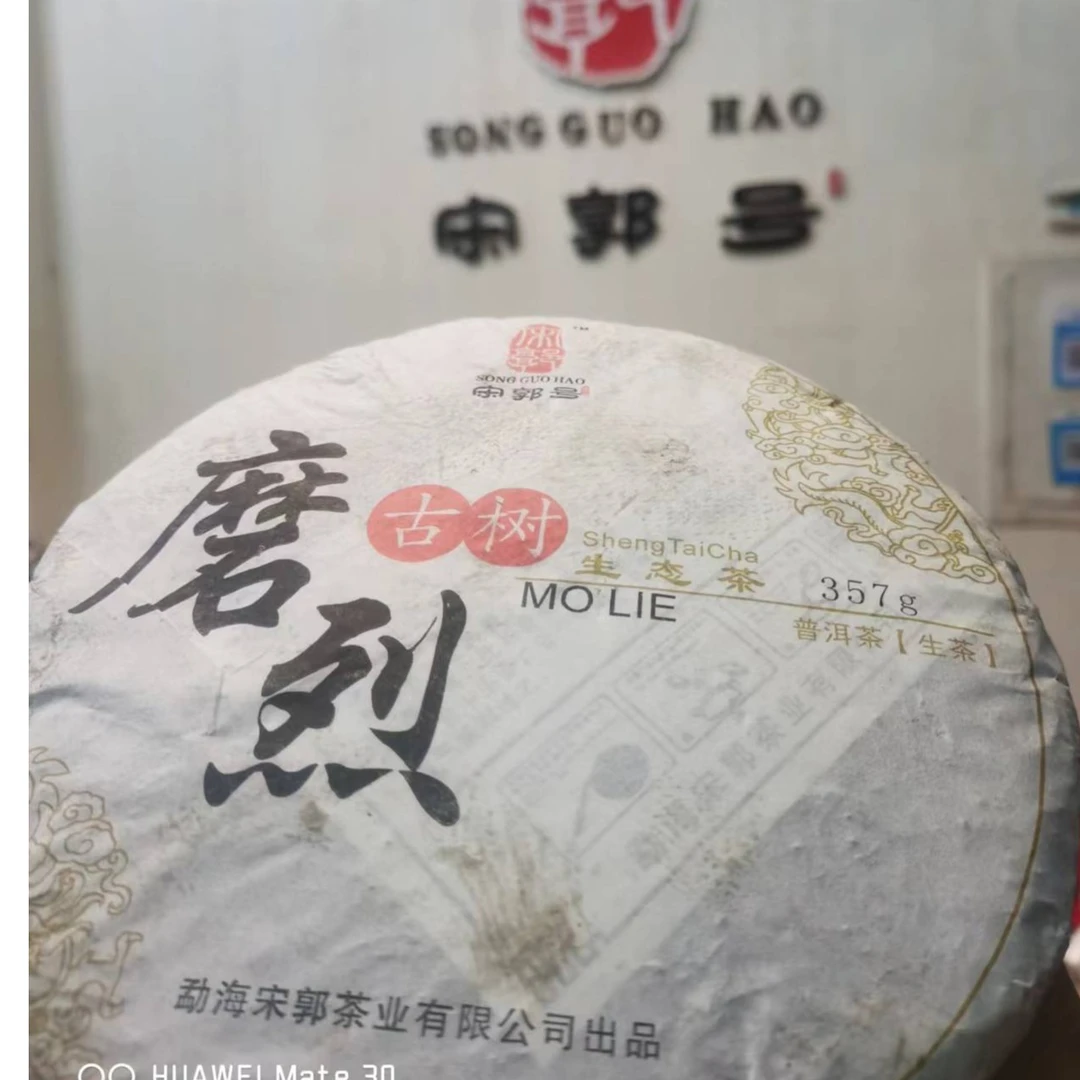 SONG GUO HAO
宋郭号
SONG GUO HAO
宋郭号
磨烈
古树
ShengTaiCha
生态茶
MO LIE
357g
普洱茶【生茶】
勐海宋郭茶业有限公司出品
HUAWEI Mate 30